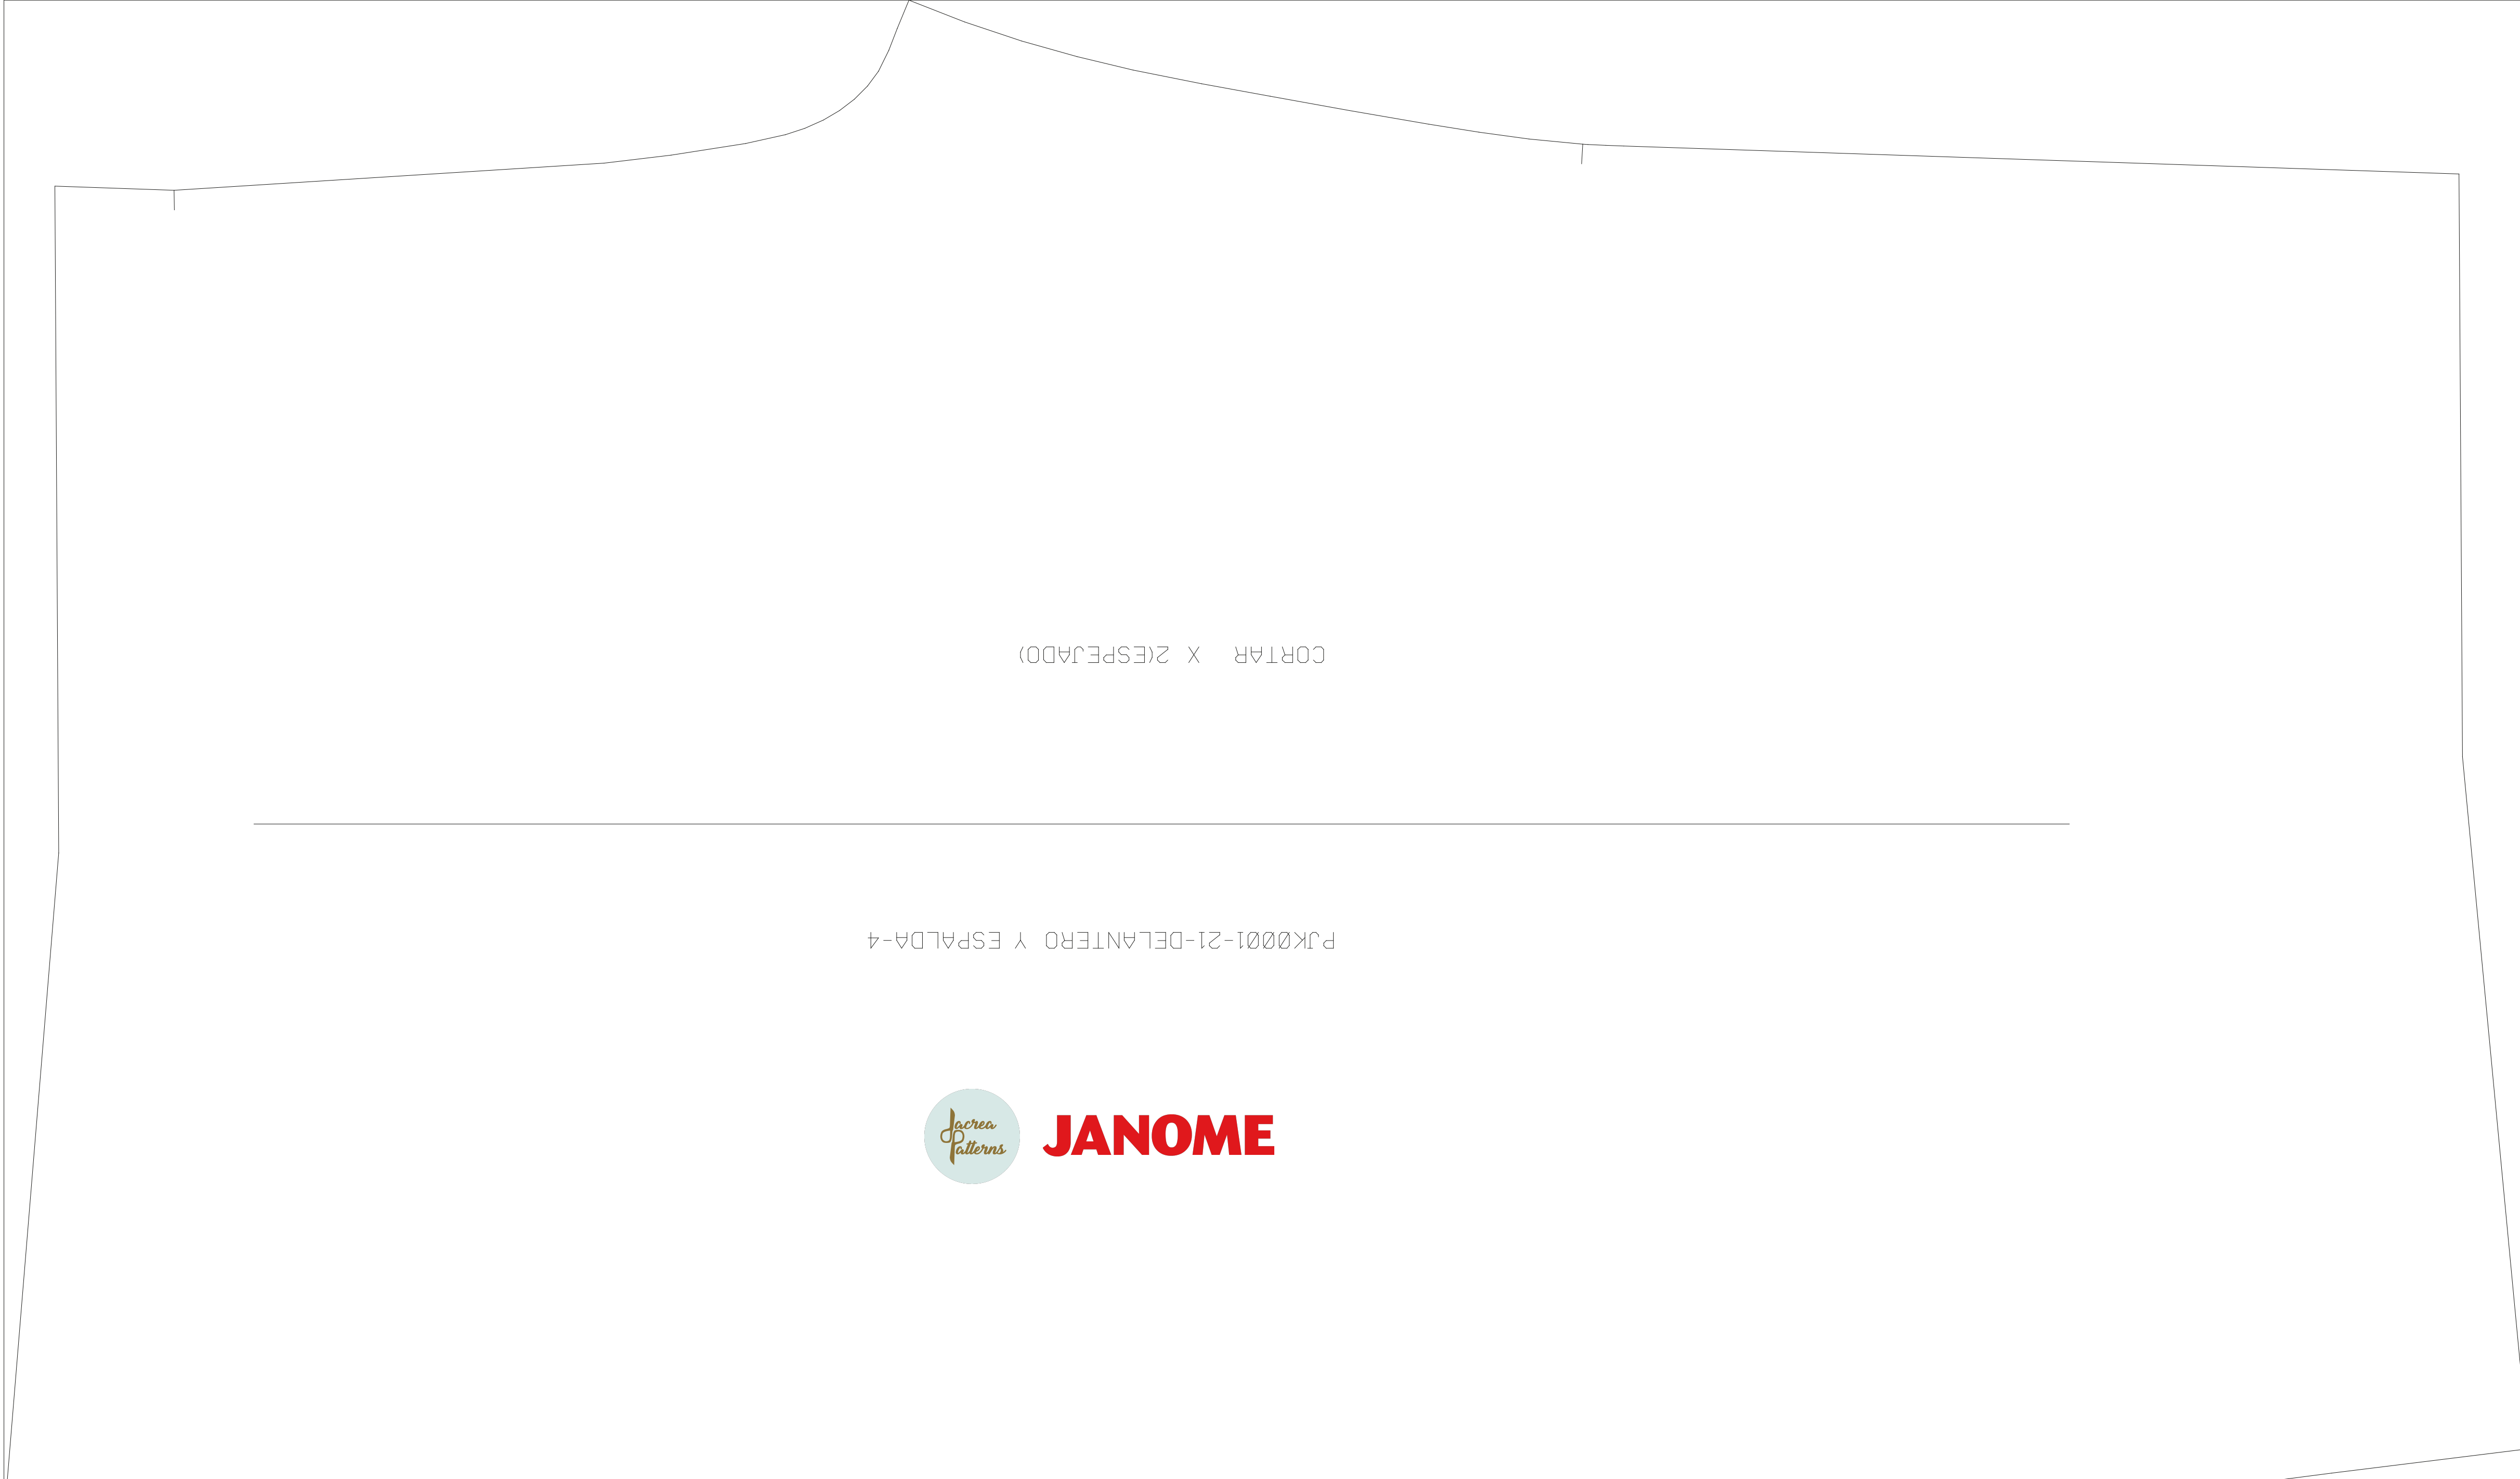 CORTAR X 2(ESPEJADO)
PJK0001-21-DELANTERO Y ESPALDA-4
Jacrea
Patterns
JANOME